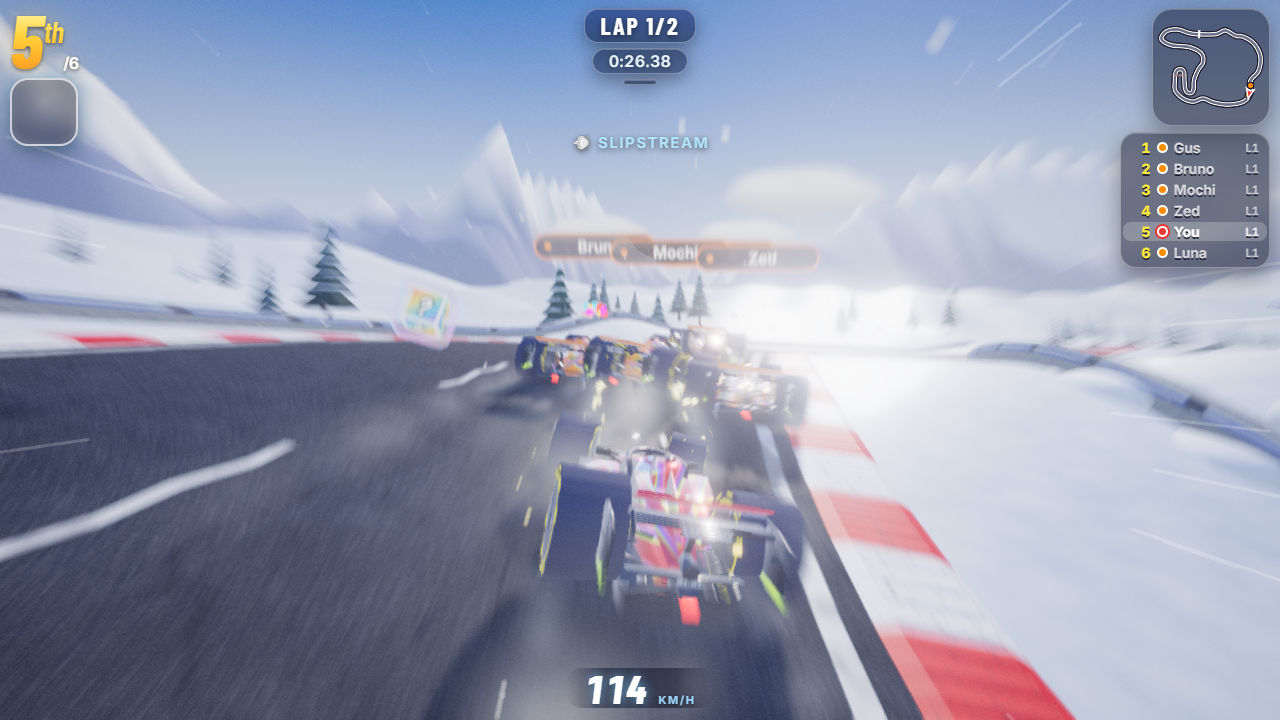 5th
/6
LAP 1/2
0:26.38
SLIPSTREAM
1 Gus L1
2 Bruno L1
3 Mochi L1
4 Zed L1
5 You L1
6 Luna L1
Brun Mochi Zed
?
114 KM/H